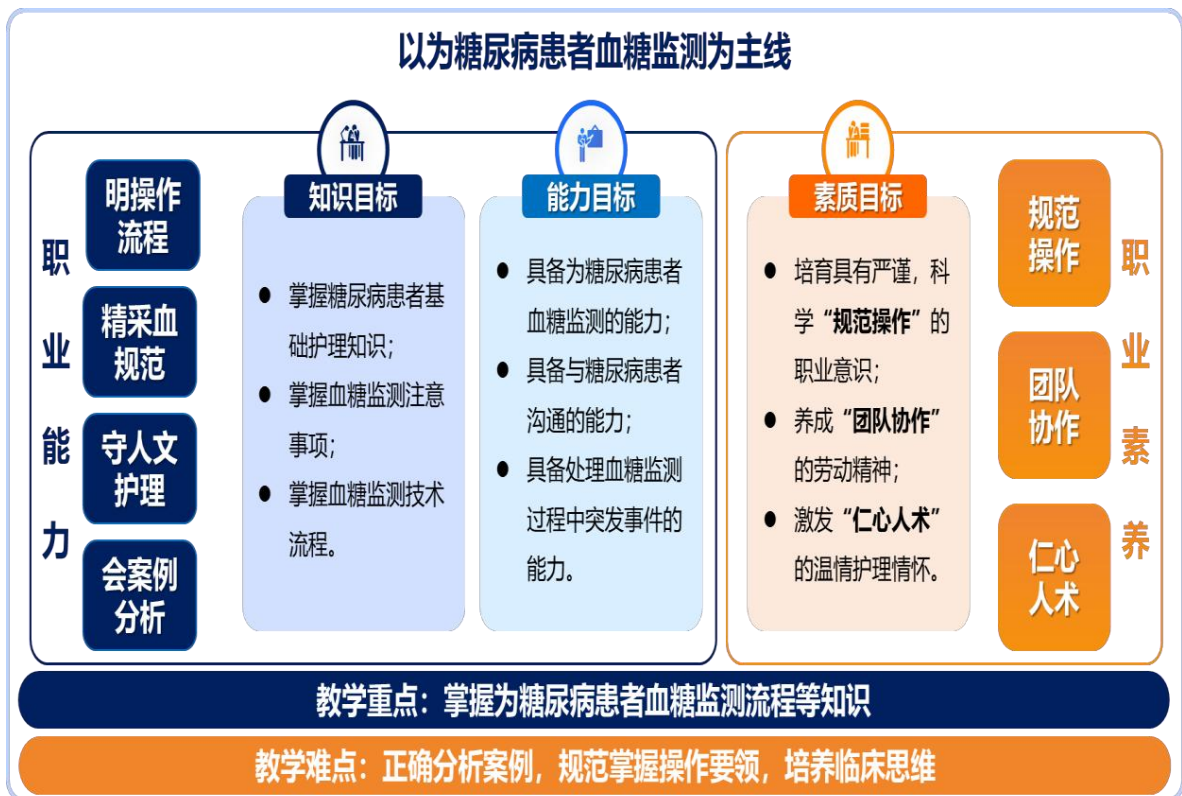 以为糖尿病患者血糖监测为主线
职
业
能
力
明操作
流程
精采血
规范
守人文
护理
会案例
分析
知识目标
● 掌握糖尿病患者基
础护理知识；
● 掌握血糖监测注意
事项；
● 掌握血糖监测技术
流程。
能力目标
● 具备为糖尿病患者
血糖监测的能力；
● 具备与糖尿病患者
沟通的能力；
● 具备处理血糖监测
过程中突发事件的
能力。
素质目标
● 培育具有严谨，科
学“规范操作”的
职业意识；
● 养成“团队协作”
的劳动精神；
● 激发“仁心人术”
的温情护理情怀。
规范
操作
团队
协作
仁心
人术
职
业
素
养
教学重点：掌握为糖尿病患者血糖监测流程等知识
教学难点：正确分析案例，规范掌握操作要领，培养临床思维